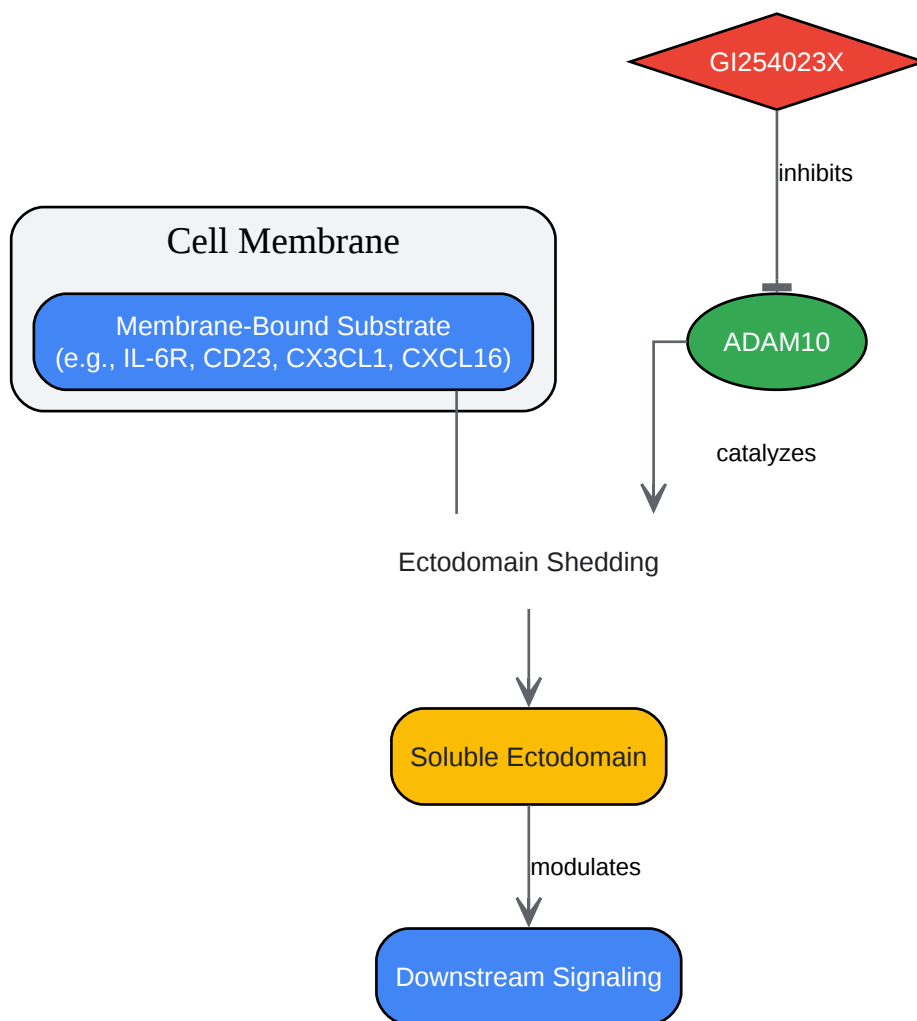 GI254023X
inhibits
Cell Membrane
Membrane-Bound Substrate
(e.g., IL-6R, CD23, CX3CL1, CXCL16)
ADAM10
catalyzes
Ectodomain Shedding
Soluble Ectodomain
modulates
Downstream Signaling